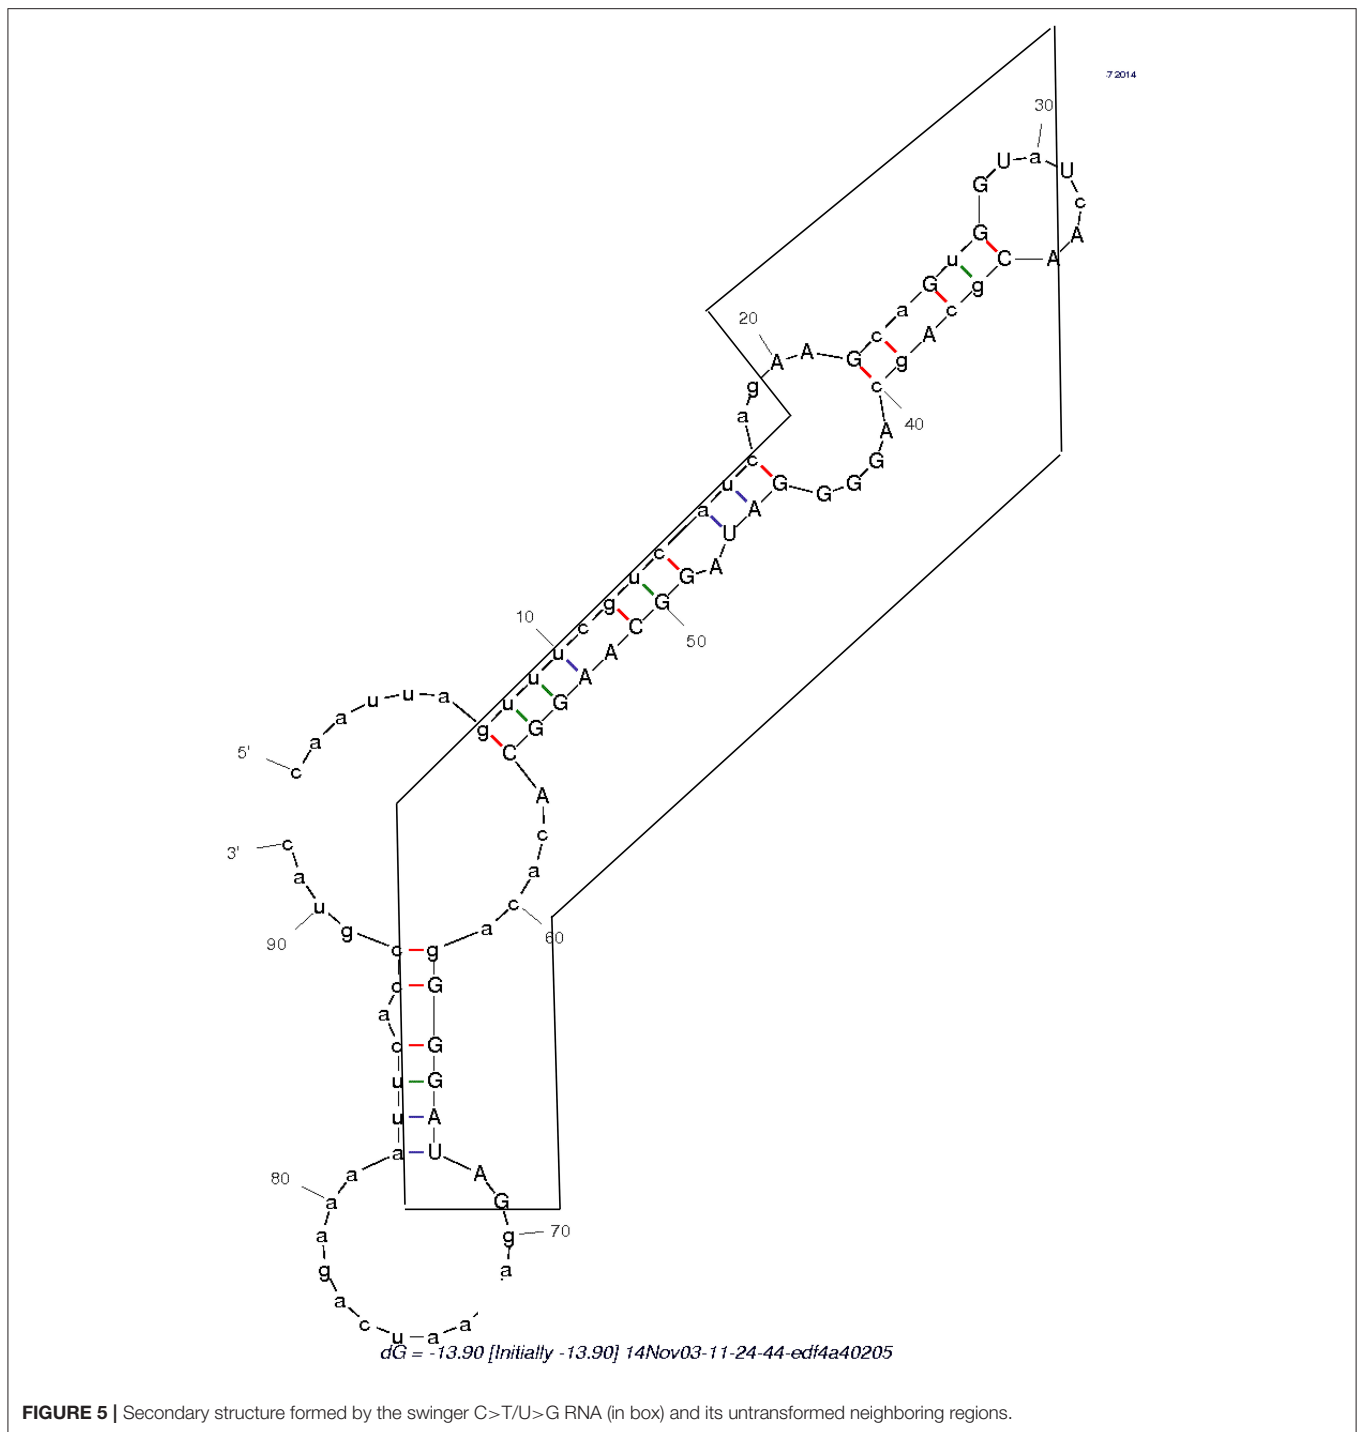 7 2014
30
U a U
G c
G A
u C A
G g
a c
20 c A
A A G g
g c
a 40
A
c G
u G G G
a A
c U
u G A
10 g G
c C 50
u A
u A
a u u a u G
a g G
5' c C
A
3' c c
a a
u g c c
90 a 60
c g
c G
a
c G
u G
u A
a U
80 a A
a G
a g 70
g a
a
c u a a
dG = -13.90 [Initially -13.90] 14Nov03-11-24-44-edf4a40205
FIGURE 5 | Secondary structure formed by the swinger C>T/U>G RNA (in box) and its untransformed neighboring regions.